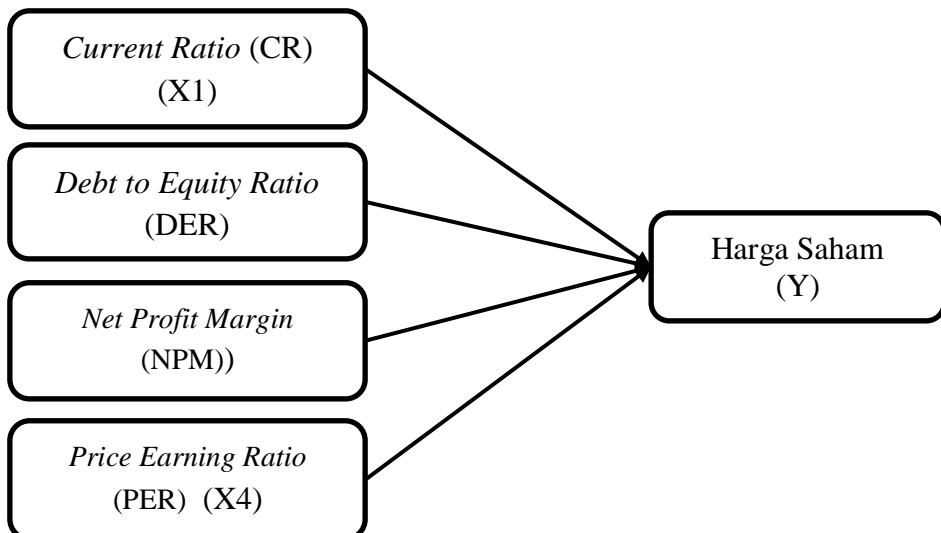 Current Ratio (CR)
(X1)
Debt to Equity Ratio
(DER)
Net Profit Margin
(NPM))
Price Earning Ratio
(PER) (X4)
Harga Saham
(Y)